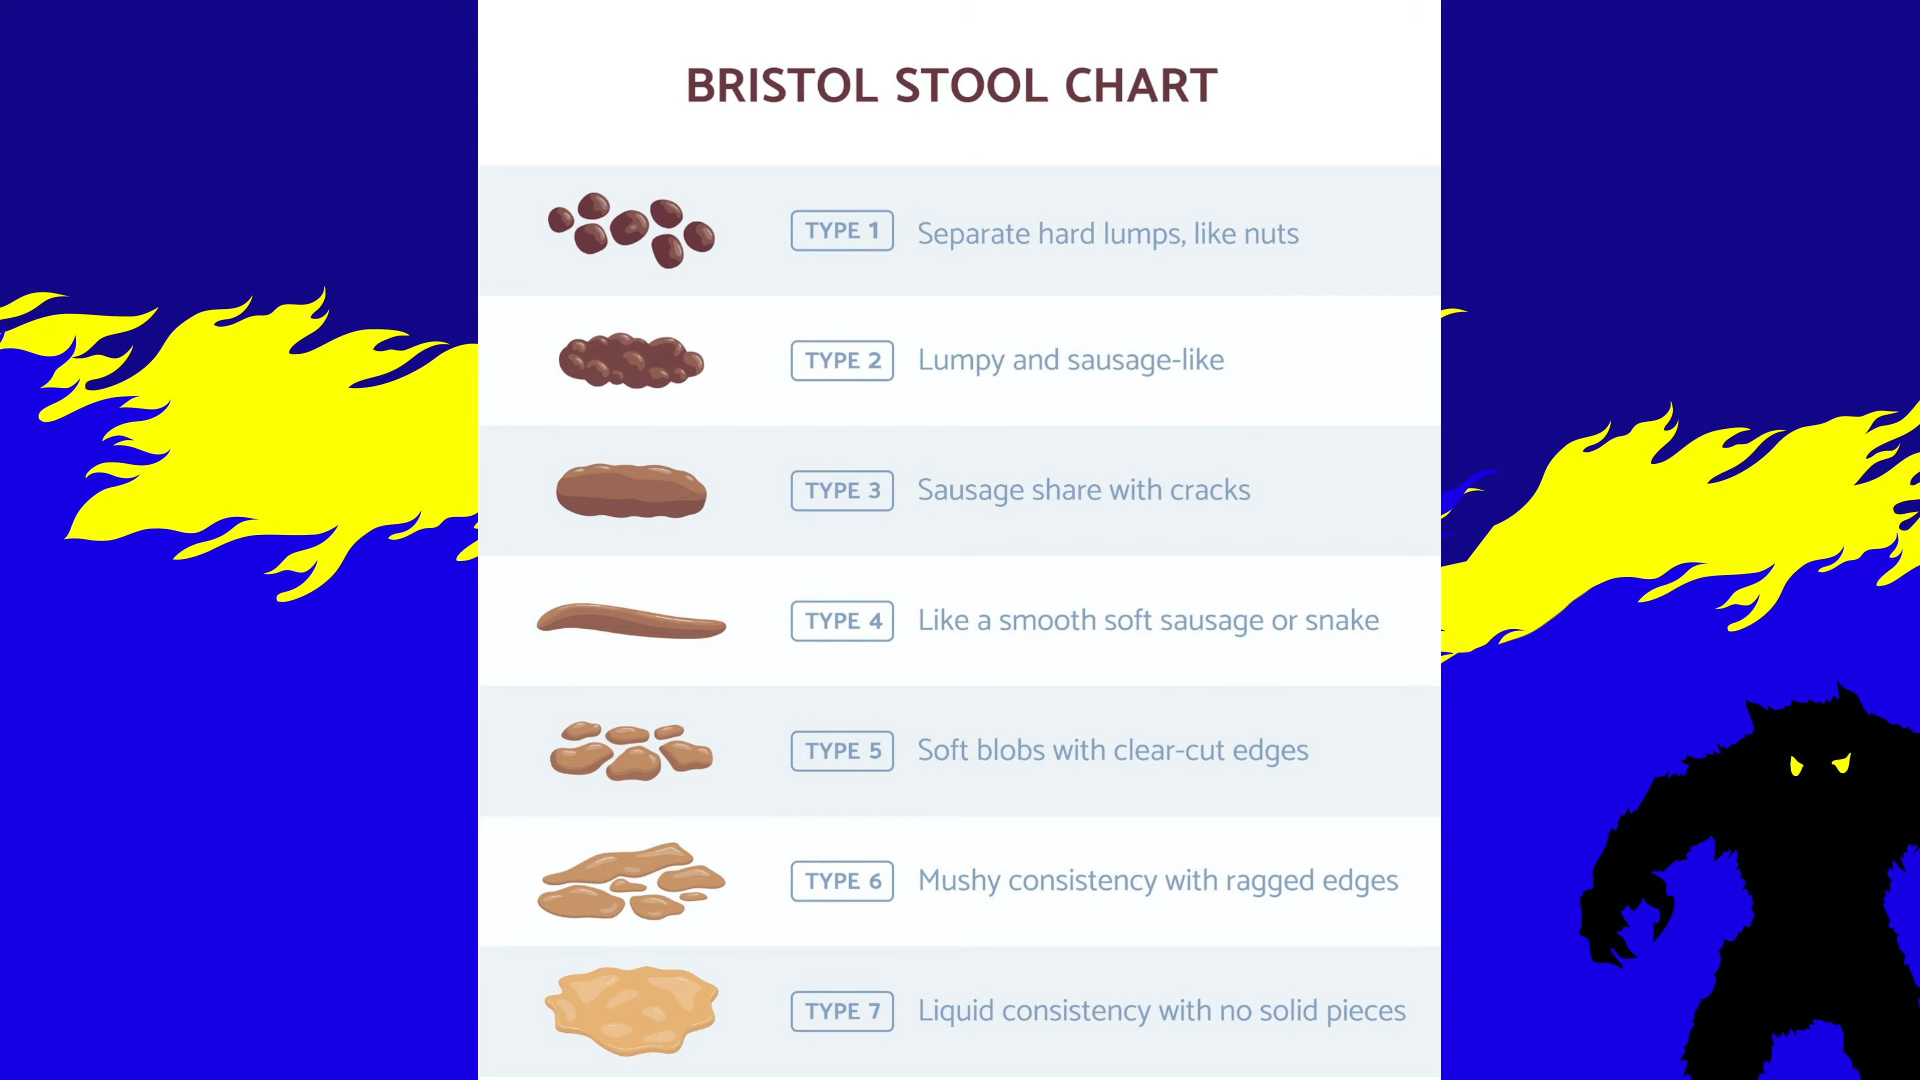 BRISTOL STOOL CHART
TYPE 1 Separate hard lumps, like nuts
TYPE 2 Lumpy and sausage-like
TYPE 3 Sausage share with cracks
TYPE 4 Like a smooth soft sausage or snake
TYPE 5 Soft blobs with clear-cut edges
TYPE 6 Mushy consistency with ragged edges
TYPE 7 Liquid consistency with no solid pieces